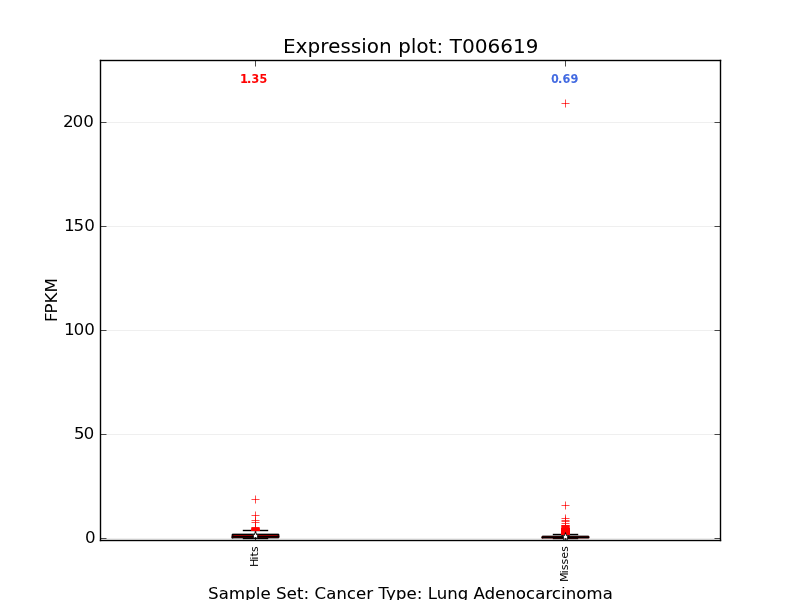 Expression plot: T006619
1.35
0.69
200
150
100
50
0
FPKM
Hits
Misses
Sample Set: Cancer Type: Lung Adenocarcinoma